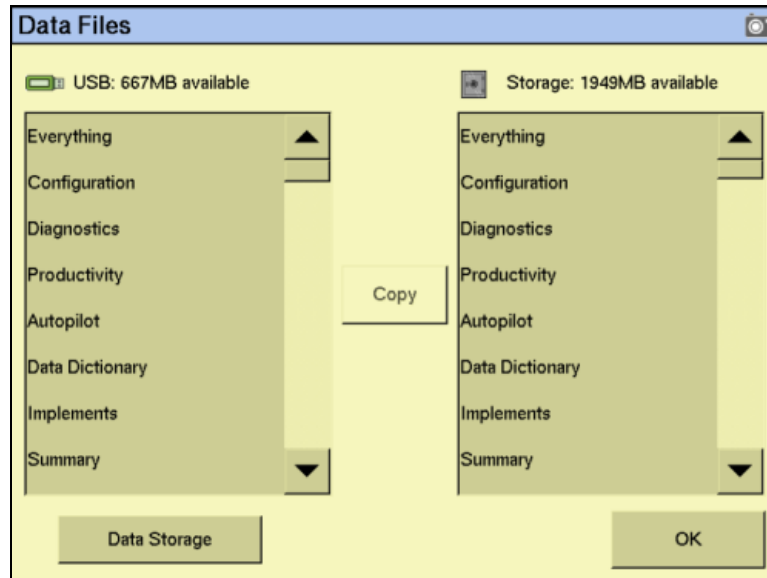 Data Files
USB: 667MB available
Storage: 1949MB available
Everything
Configuration
Diagnostics
Productivity
Autopilot
Data Dictionary
Implements
Summary
Copy
Everything
Configuration
Diagnostics
Productivity
Autopilot
Data Dictionary
Implements
Summary
Data Storage
OK